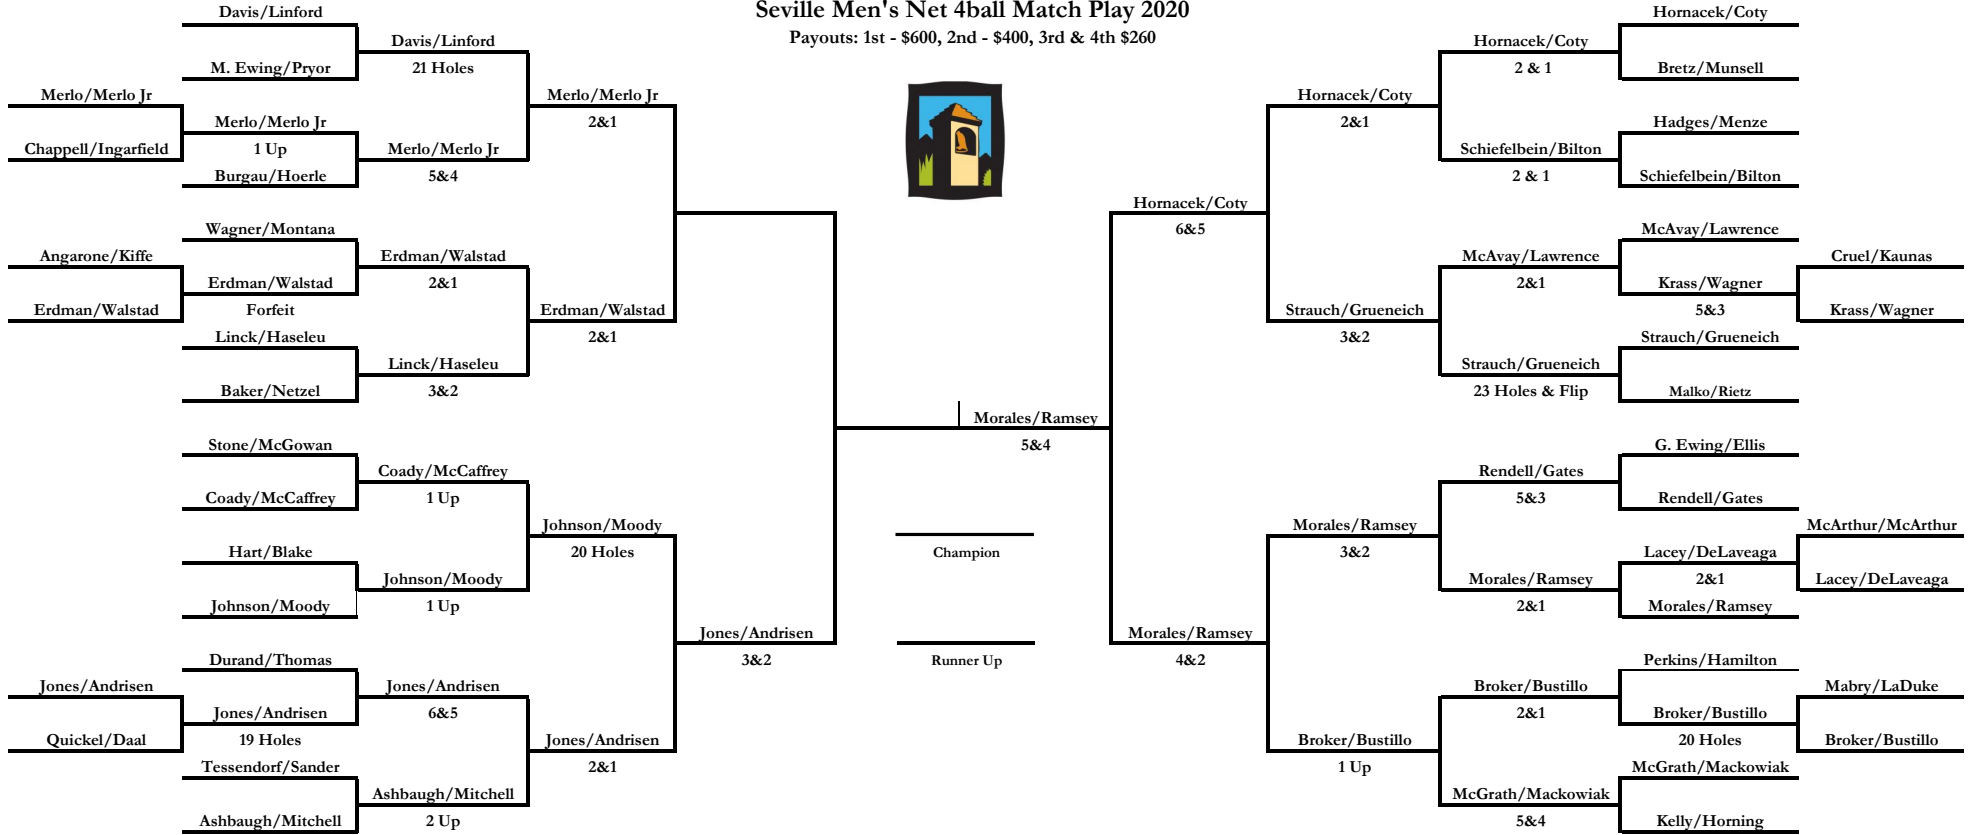 Seville Men's Net 4ball Match Play 2020
Payouts: 1st - $600, 2nd - $400, 3rd & 4th $260
Davis/Linford
M. Ewing/Pryor
Merlo/Merlo Jr
Chappell/Ingarfield
Merlo/Merlo Jr
1 Up
Burgau/Hoerle
Wagner/Montana
Angarone/Kiffe
Erdman/Walstad
Erdman/Walstad
Forfeit
Linck/Haseleu
Baker/Netzel
Stone/McGowan
Coady/McCaffrey
Hart/Blake
Johnson/Moody
Durand/Thomas
Jones/Andrisen
Quickel/Daal
Jones/Andrisen
19 Holes
Tessendorf/Sander
Ashbaugh/Mitchell
Davis/Linford
21 Holes
Merlo/Merlo Jr
5&4
Erdman/Walstad
2&1
Linck/Haseleu
3&2
Coady/McCaffrey
1 Up
Johnson/Moody
1 Up
Jones/Andrisen
6&5
Ashbaugh/Mitchell
2 Up
Merlo/Merlo Jr
2&1
Erdman/Walstad
2&1
Johnson/Moody
20 Holes
Jones/Andrisen
2&1
Jones/Andrisen
3&2
Morales/Ramsey
5&4
Champion
Runner Up
Hornacek/Coty
6&5
Morales/Ramsey
4&2
Hornacek/Coty
2&1
Strauch/Grueneich
3&2
Morales/Ramsey
3&2
Broker/Bustillo
1 Up
Hornacek/Coty
2 & 1
Schiefelbein/Bilton
2 & 1
McAvay/Lawrence
2&1
Strauch/Grueneich
23 Holes & Flip
Rendell/Gates
5&3
Morales/Ramsey
2&1
Broker/Bustillo
2&1
McGrath/Mackowiak
5&4
Hornacek/Coty
Bretz/Munsell
Hadges/Menze
Schiefelbein/Bilton
McAvay/Lawrence
Krass/Wagner
5&3
Cruel/Kaunas
Krass/Wagner
Strauch/Grueneich
Malko/Rietz
G. Ewing/Ellis
Rendell/Gates
Lacey/DeLaveaga
2&1
McArthur/McArthur
Lacey/DeLaveaga
Morales/Ramsey
Perkins/Hamilton
Broker/Bustillo
20 Holes
Mabry/LaDuke
Broker/Bustillo
McGrath/Mackowiak
Kelly/Horning